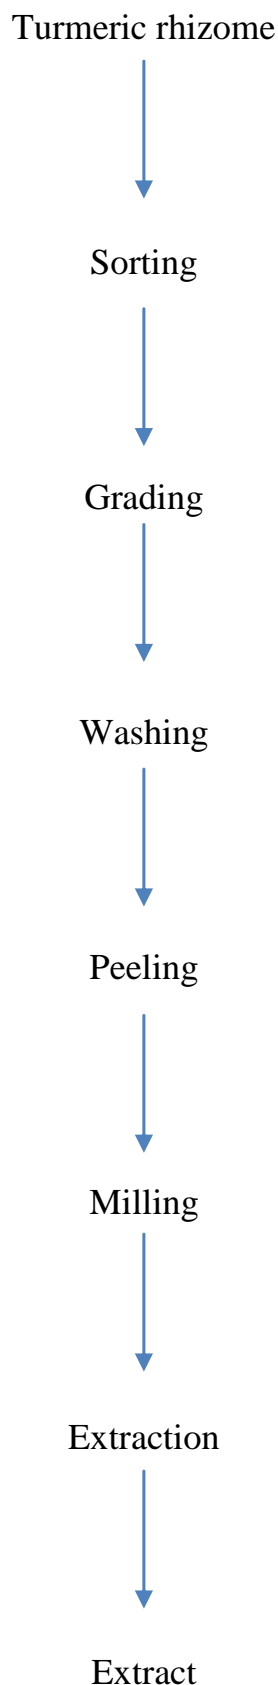 Turmeric rhizome
Sorting
Grading
Washing
Peeling
Milling
Extraction
Extract